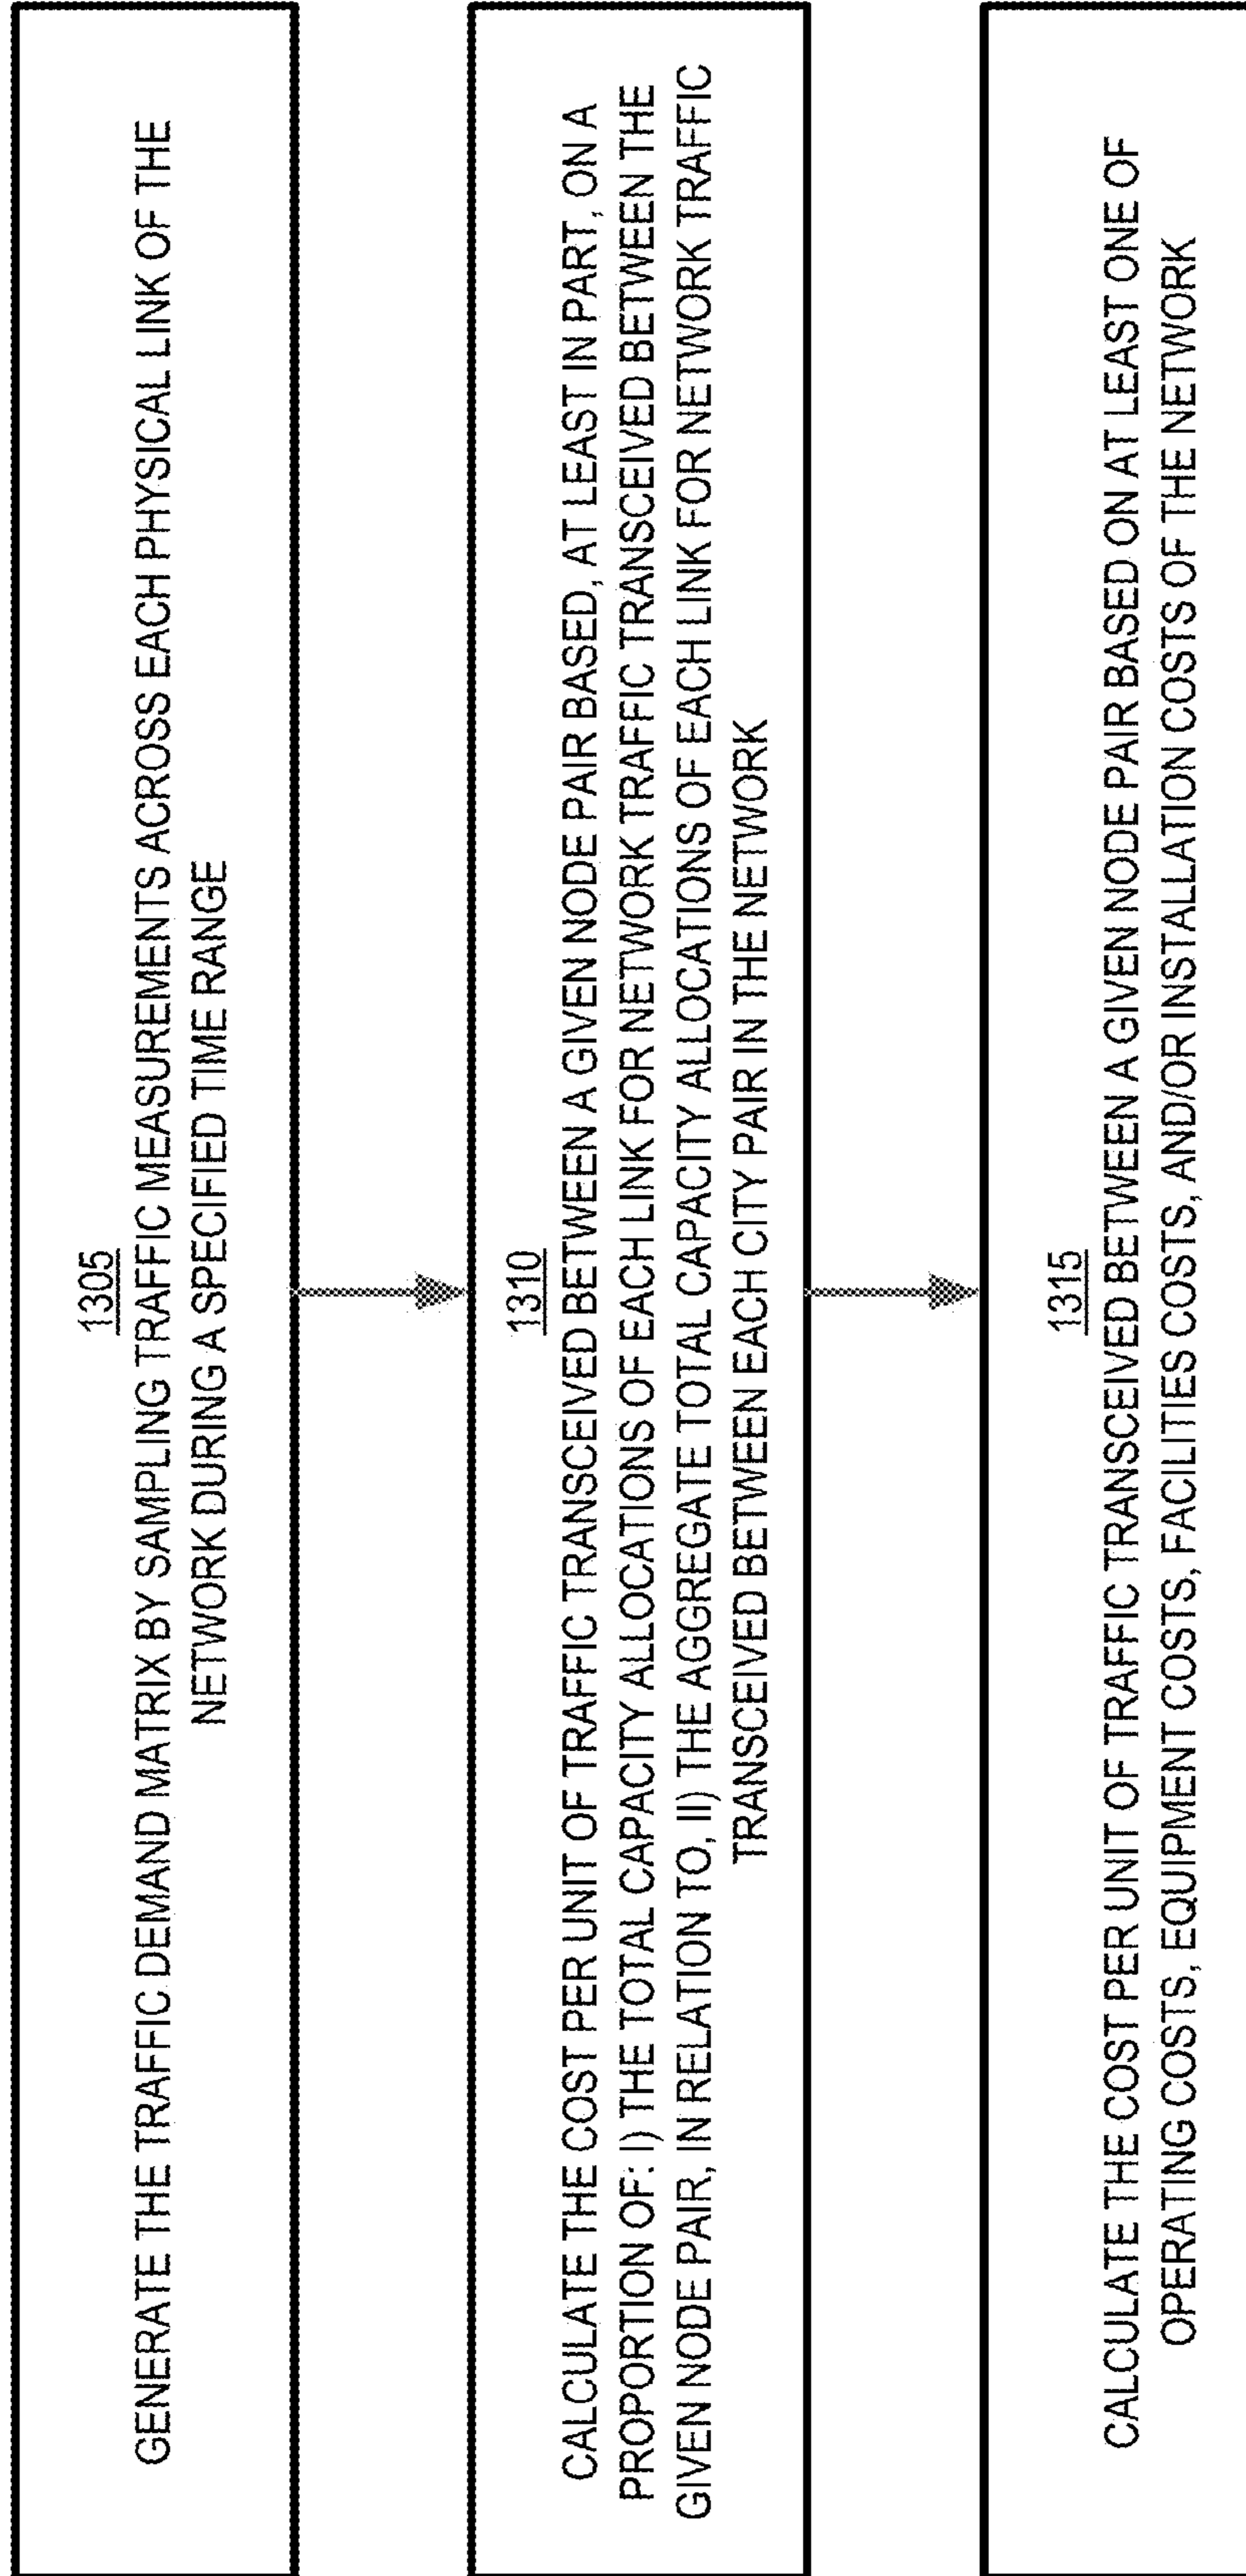 1305
GENERATE THE TRAFFIC DEMAND MATRIX BY SAMPLING TRAFFIC MEASUREMENTS ACROSS EACH PHYSICAL LINK OF THE
NETWORK DURING A SPECIFIED TIME RANGE
1310
CALCULATE THE COST PER UNIT OF TRAFFIC TRANSCEIVED BETWEEN A GIVEN NODE PAIR BASED, AT LEAST IN PART, ON A
PROPORTION OF: I) THE TOTAL CAPACITY ALLOCATIONS OF EACH LINK FOR NETWORK TRAFFIC TRANSCEIVED BETWEEN THE
GIVEN NODE PAIR, IN RELATION TO, II) THE AGGREGATE TOTAL CAPACITY ALLOCATIONS OF EACH LINK FOR NETWORK TRAFFIC
TRANSCEIVED BETWEEN EACH CITY PAIR IN THE NETWORK
1315
CALCULATE THE COST PER UNIT OF TRAFFIC TRANSCEIVED BETWEEN A GIVEN NODE PAIR BASED ON AT LEAST ONE OF
OPERATING COSTS, EQUIPMENT COSTS, FACILITIES COSTS, AND/OR INSTALLATION COSTS OF THE NETWORK